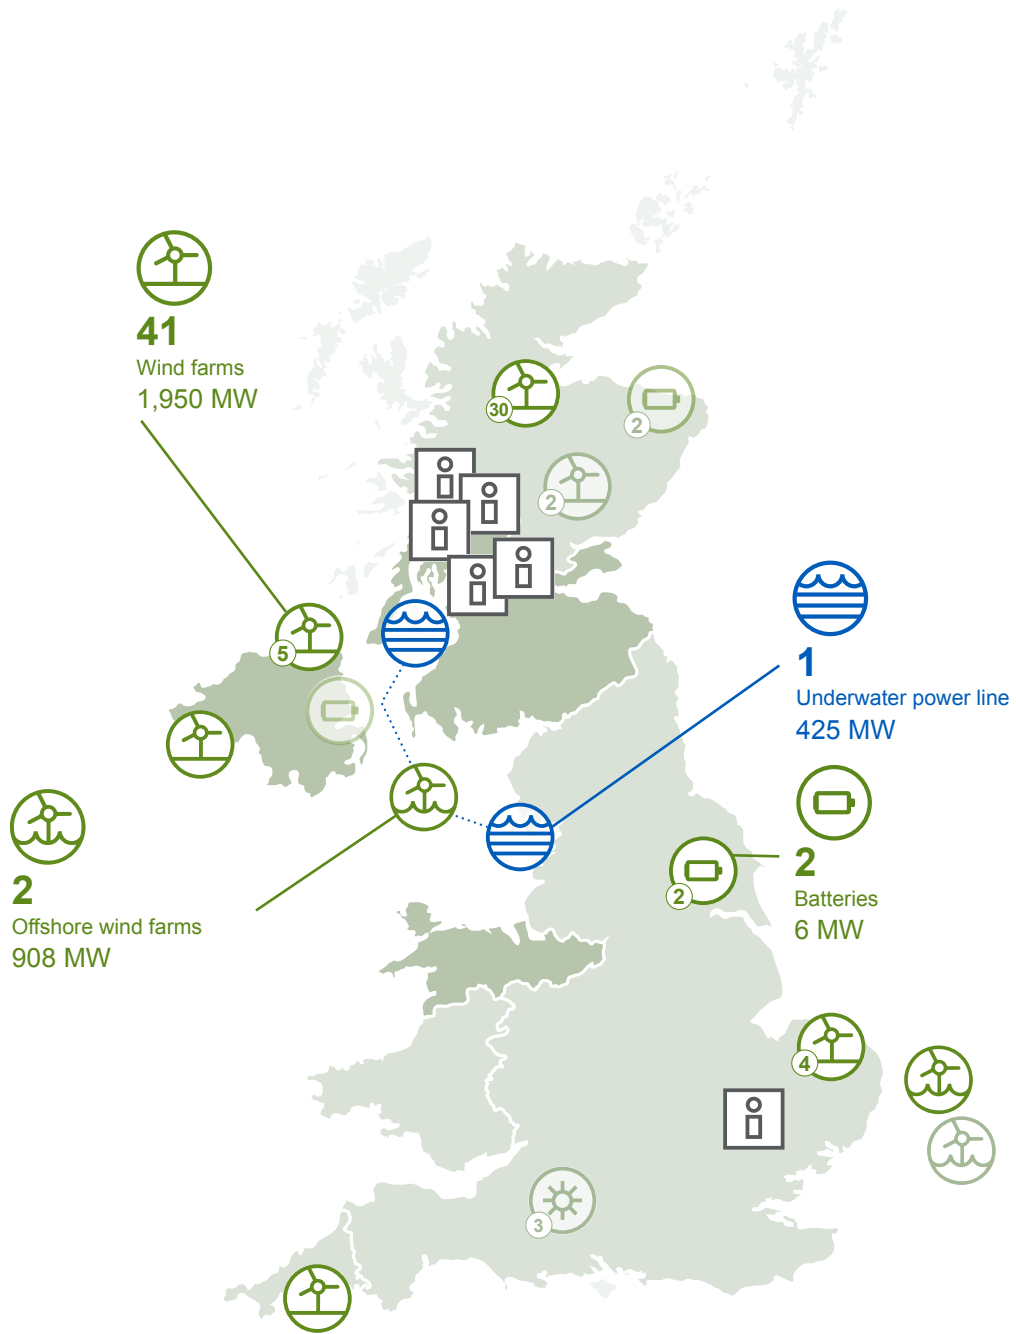 41
Wind farms
1,950 MW
30
2
2
5
1
Underwater power line
425 MW
2
Offshore wind farms
908 MW
2
2
Batteries
6 MW
4
3